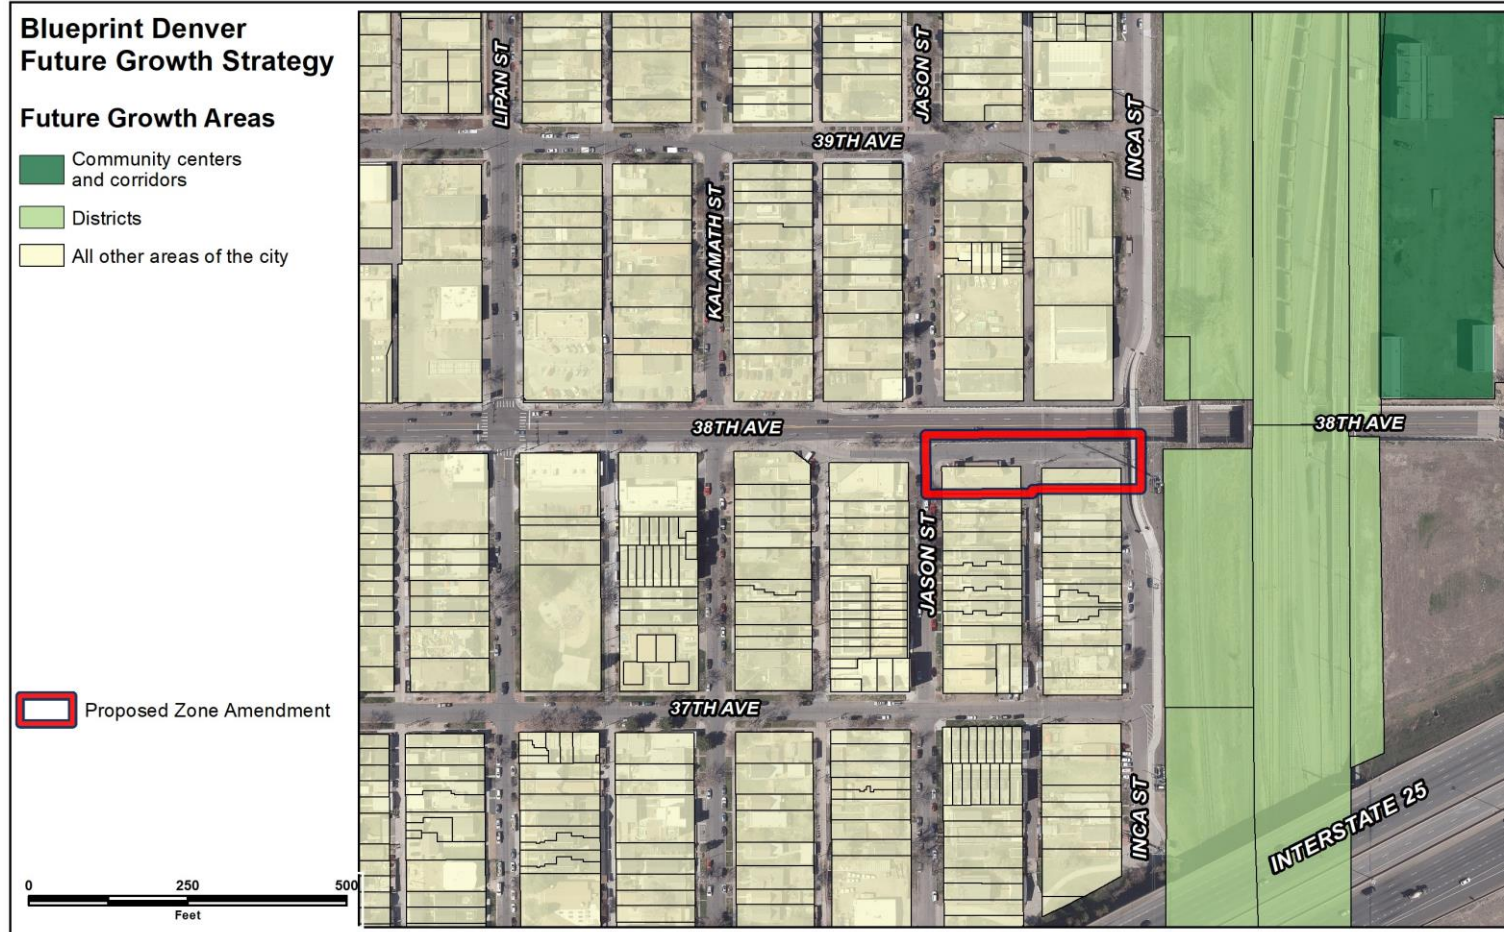 Blueprint Denver
Future Growth Strategy
Future Growth Areas
Community centers
and corridors
Districts
All other areas of the city
Proposed Zone Amendment
0 250 500
Feet
LIPAN ST
JASON ST
INCA ST
39TH AVE
KALAMATH ST
38TH AVE
38TH AVE
JASON ST
37TH AVE
INCA ST
INTERSTATE 25